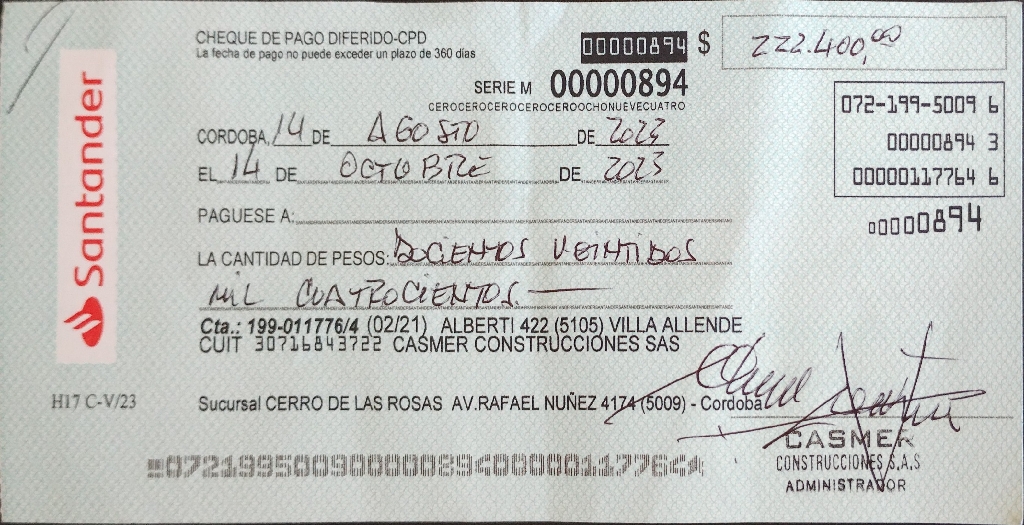 CHEQUE DE PAGO DIFERIDO-CPD
La fecha de pago no puede exceder un plazo de 360 días
00000894 $ 222.400,00
SERIE M 00000894
CEROCEROCEROCEROCEROOCHONUEVECUATRO
072-199-5009 6
00000894 3
00000117764 6
00000894
Santander
CORDOBA, 14 DE AGOSTO DE 2023
EL 14 DE OCTUBRE DE 2023
PAGUESE A:
LA CANTIDAD DE PESOS: DOCIENTOS VEINTIDOS
MIL CUATROCIENTOS.
Cta.: 199-011776/4 (02/21) ALBERTI 422 (5105) VILLA ALLENDE
CUIT 30716843722 CASMER CONSTRUCCIONES SAS
H17 C-V/23
Sucursal CERRO DE LAS ROSAS AV.RAFAEL NUÑEZ 4174 (5009) - Cordoba
CASMER
CONSTRUCCIONES S.A.S
ADMINISTRADOR